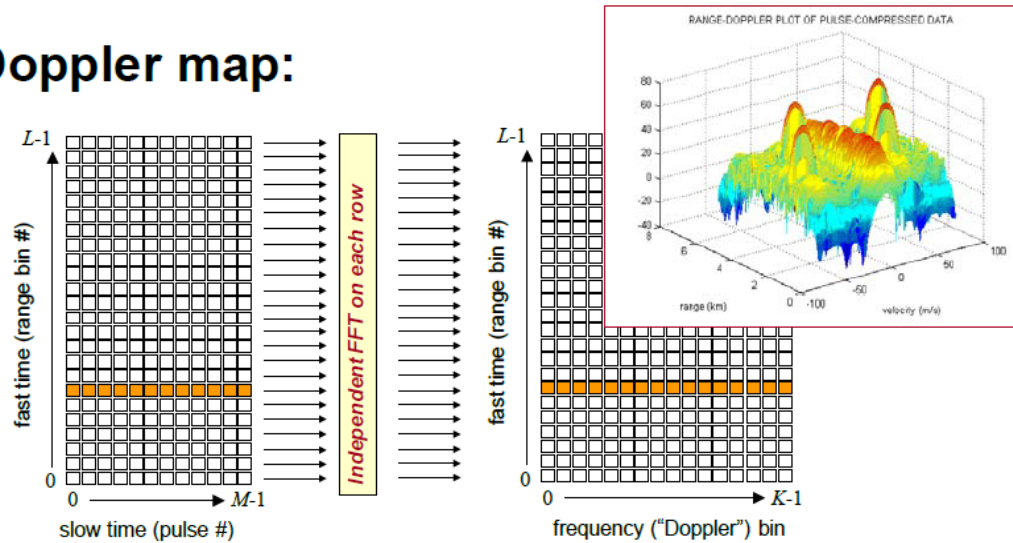 Doppler map:
RANGE-DOPPLER PLOT OF PULSE-COMPRESSED DATA
80
60
40
20
0
-20
-40
8
6
4
2
0
-100
-50
0
50
100
range (km)
velocity (m/s)
L-1
fast time (range bin #)
0
0
M-1
slow time (pulse #)
Independent FFT on each row
L-1
fast time (range bin #)
0
0
K-1
frequency (“Doppler”) bin